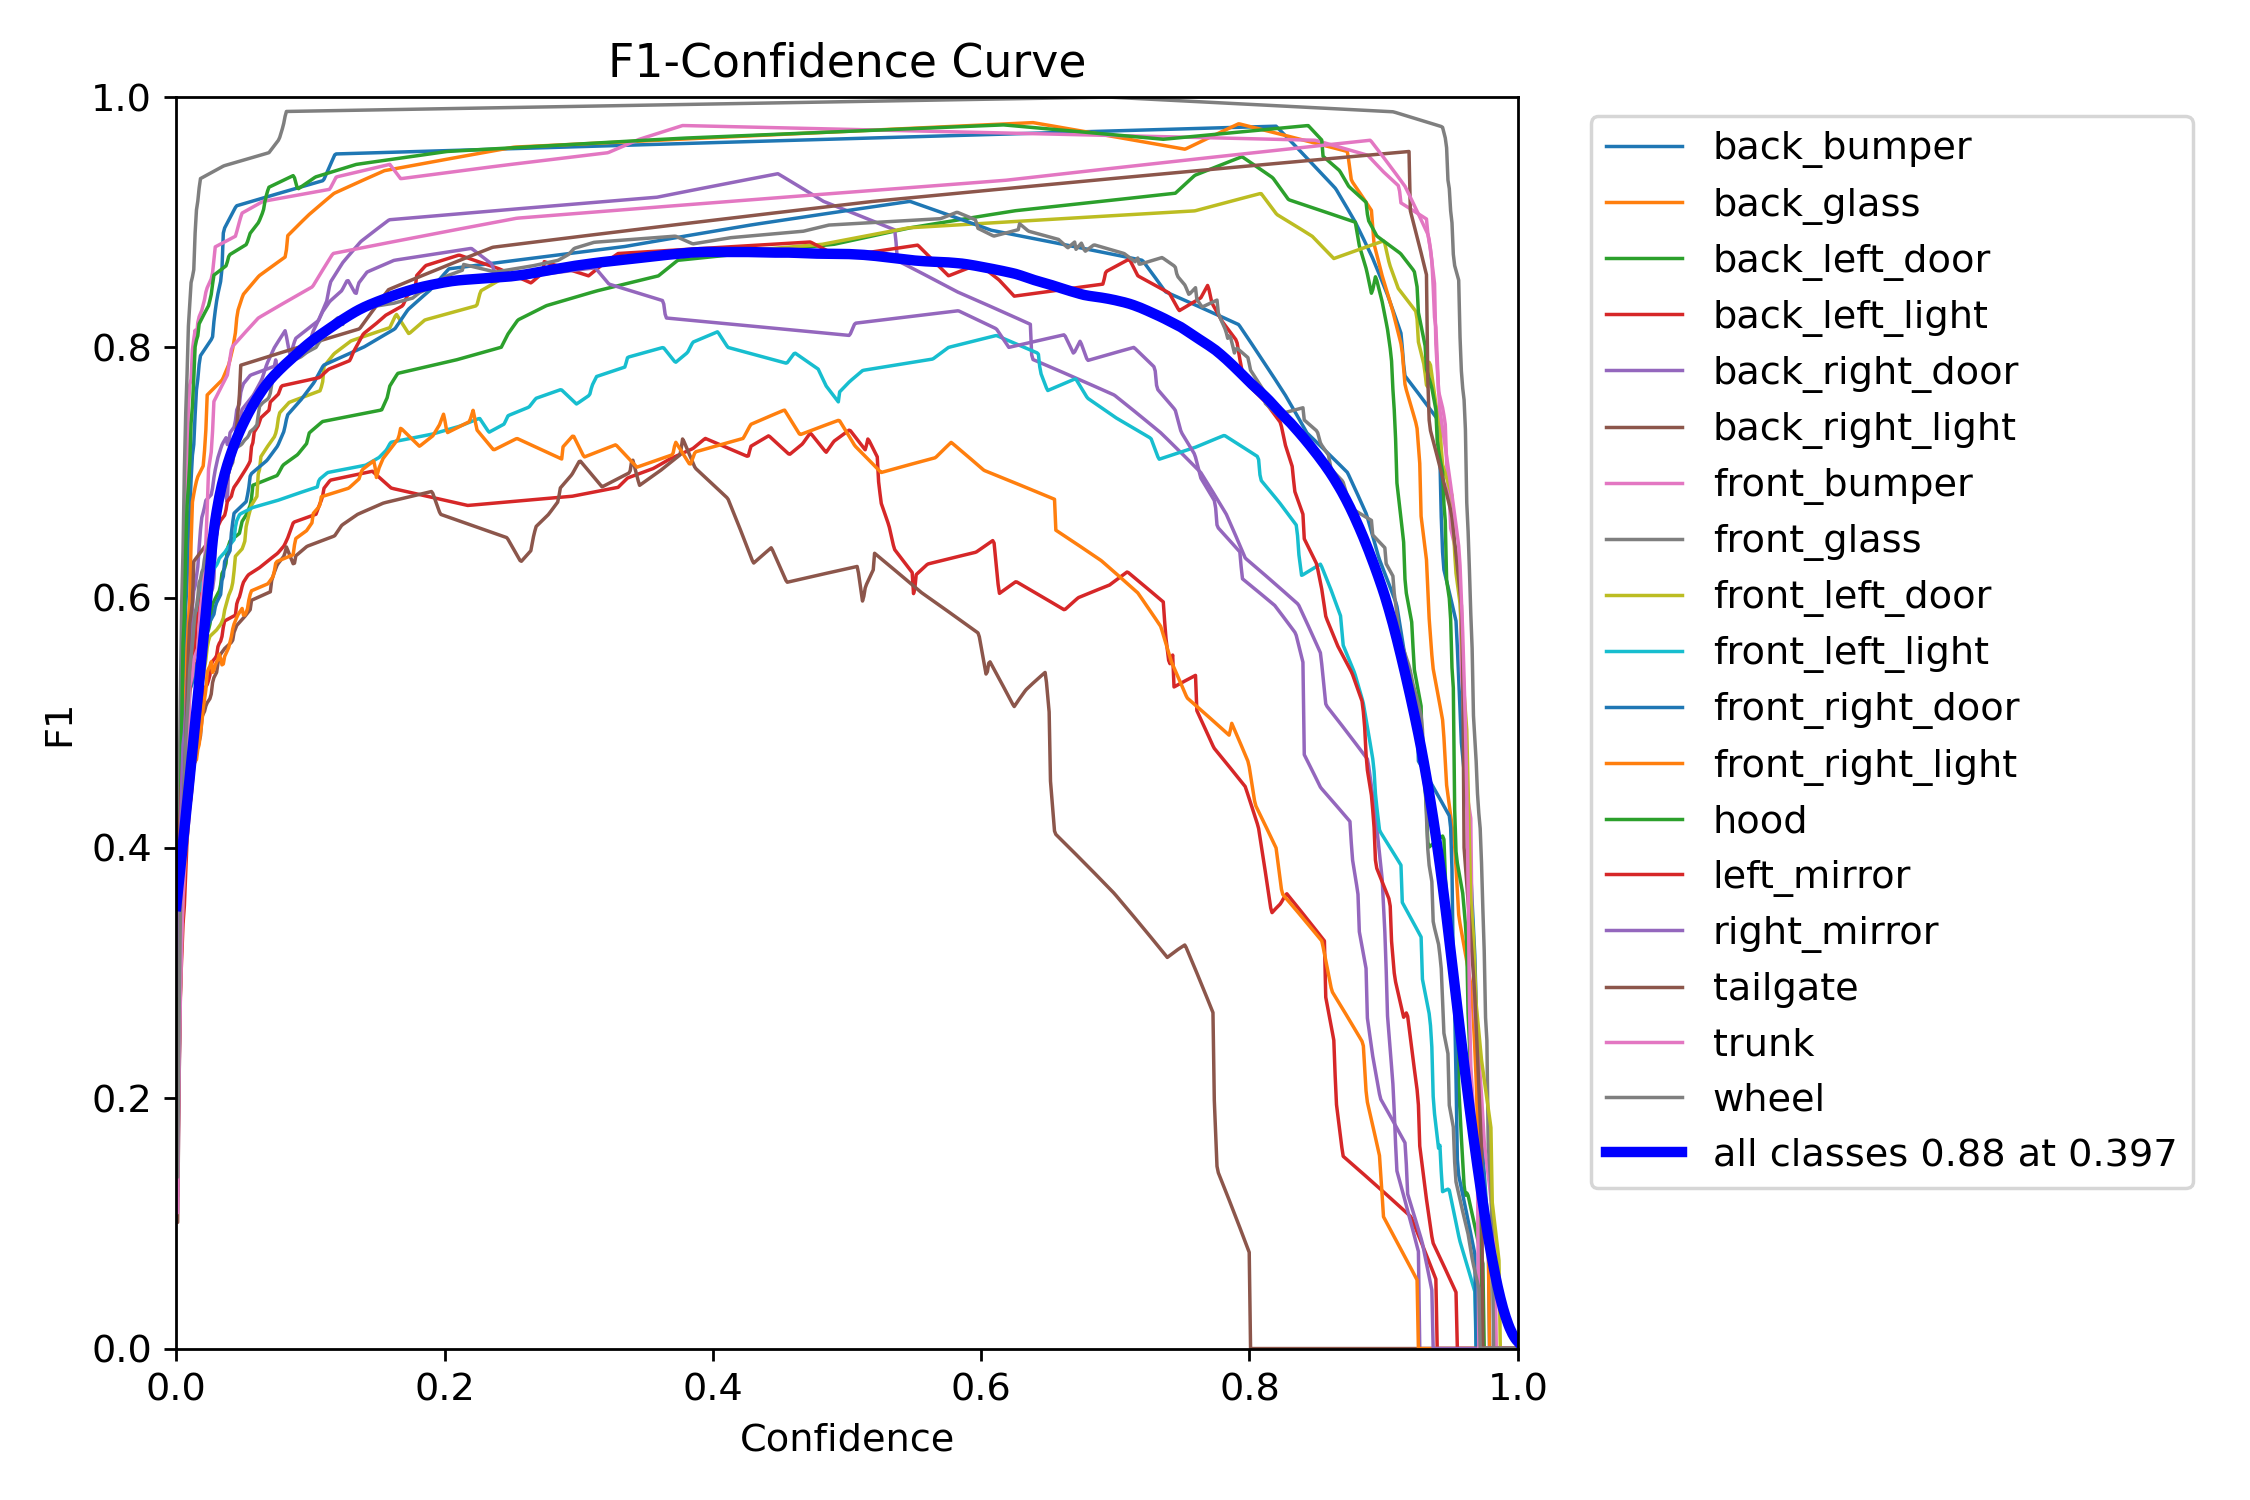 F1-Confidence Curve
1.0
0.8
0.6
0.4
0.2
0.0
F1
0.0 0.2 0.4 0.6 0.8 1.0
Confidence
back_bumper
back_glass
back_left_door
back_left_light
back_right_door
back_right_light
front_bumper
front_glass
front_left_door
front_left_light
front_right_door
front_right_light
hood
left_mirror
right_mirror
tailgate
trunk
wheel
all classes 0.88 at 0.397